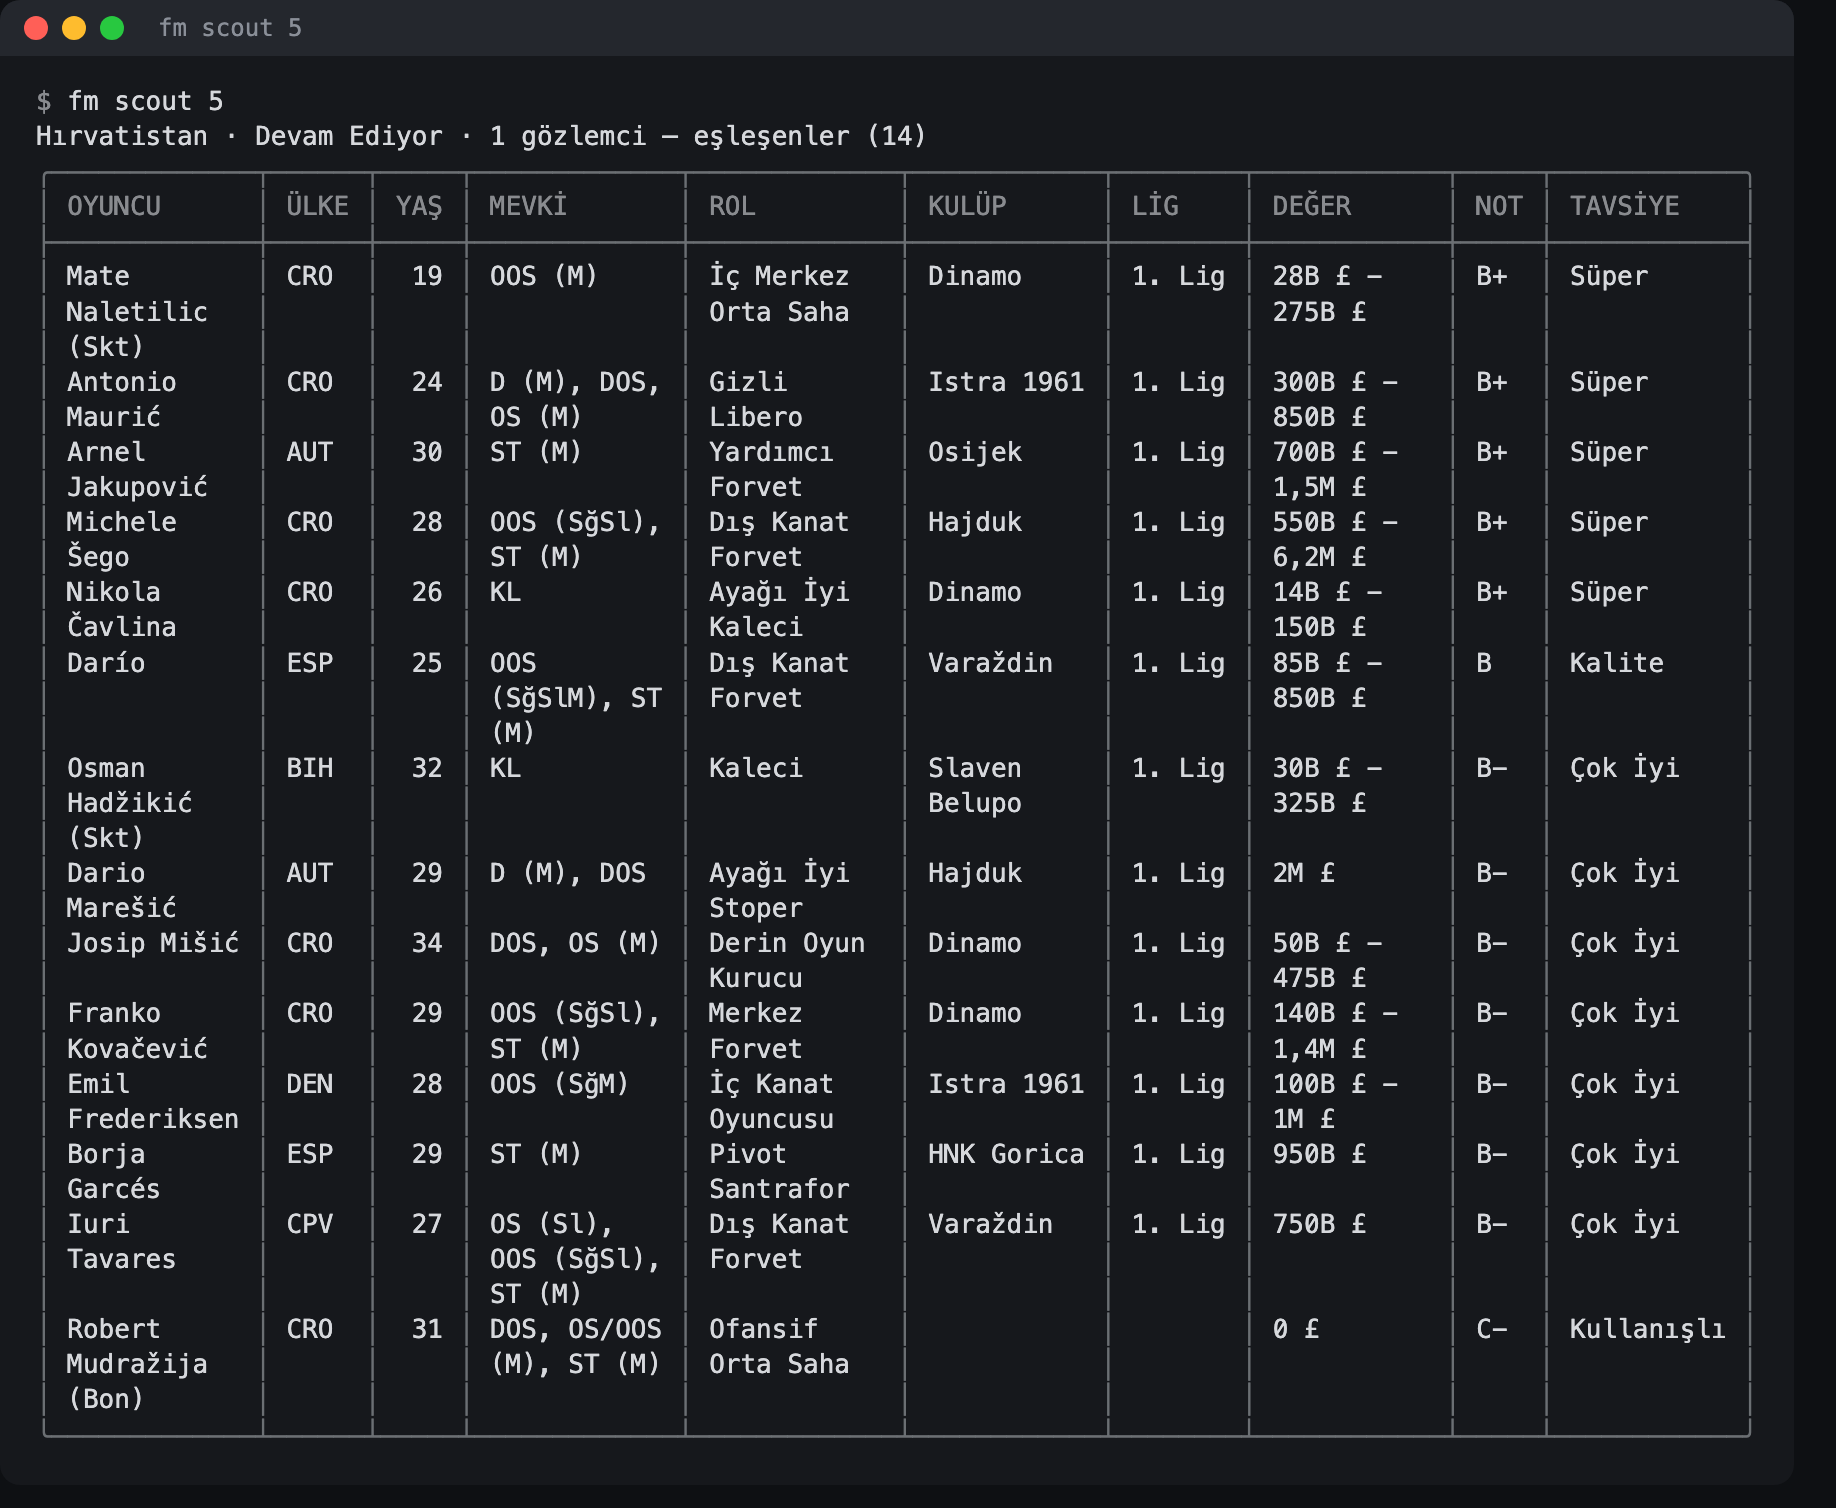 fm scout 5
$ fm scout 5
Hırvatistan · Devam Ediyor · 1 gözlemci — eşleşenler (14)
OYUNCU ÜLKE YAŞ MEVKİ ROL KULÜP LİG DEĞER NOT TAVSİYE
Mate CRO 19 OOS (M) İç Merkez Dinamo 1. Lig 28B £ – B+ Süper
Naletilic Orta Saha 275B £
(Skt)
Antonio CRO 24 D (M), DOS, Gizli Istra 1961 1. Lig 300B £ – B+ Süper
Maurić OS (M) Libero 850B £
Arnel AUT 30 ST (M) Yardımcı Osijek 1. Lig 700B £ – B+ Süper
Jakupović Forvet 1,5M £
Michele CRO 28 OOS (SğSl), Dış Kanat Hajduk 1. Lig 550B £ – B+ Süper
Šego ST (M) Forvet 6,2M £
Nikola CRO 26 KL Ayağı İyi Dinamo 1. Lig 14B £ – B+ Süper
Čavlina Kaleci 150B £
Darío ESP 25 OOS Dış Kanat Varaždin 1. Lig 85B £ – B Kalite
(SğSlM), ST Forvet 850B £
(M)
Osman BIH 32 KL Kaleci Slaven 1. Lig 30B £ – B– Çok İyi
Hadžikić Belupo 325B £
(Skt)
Dario AUT 29 D (M), DOS Ayağı İyi Hajduk 1. Lig 2M £ B– Çok İyi
Marešić Stoper
Josip Mišić CRO 34 DOS, OS (M) Derin Oyun Dinamo 1. Lig 50B £ – B– Çok İyi
Kurucu 475B £
Franko CRO 29 OOS (SğSl), Merkez Dinamo 1. Lig 140B £ – B– Çok İyi
Kovačević ST (M) Forvet 1,4M £
Emil DEN 28 OOS (SğM) İç Kanat Istra 1961 1. Lig 100B £ – B– Çok İyi
Frederiksen Oyuncusu 1M £
Borja ESP 29 ST (M) Pivot HNK Gorica 1. Lig 950B £ B– Çok İyi
Garcés Santrafor
Iuri CPV 27 OS (Sl), Dış Kanat Varaždin 1. Lig 750B £ B– Çok İyi
Tavares OOS (SğSl), Forvet
ST (M)
Robert CRO 31 DOS, OS/OOS Ofansif 0 £ C– Kullanışlı
Mudražija (M), ST (M) Orta Saha
(Bon)